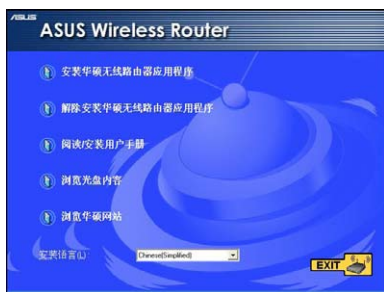 ASUS
ASUS Wireless Router
安装华硕无线路由器应用程序
解除安装华硕无线路由器应用程序
阅读/安装用户手册
浏览光盘内容
浏览华硕网站
安装语言(L)
Chinese(Simplified)
EXIT